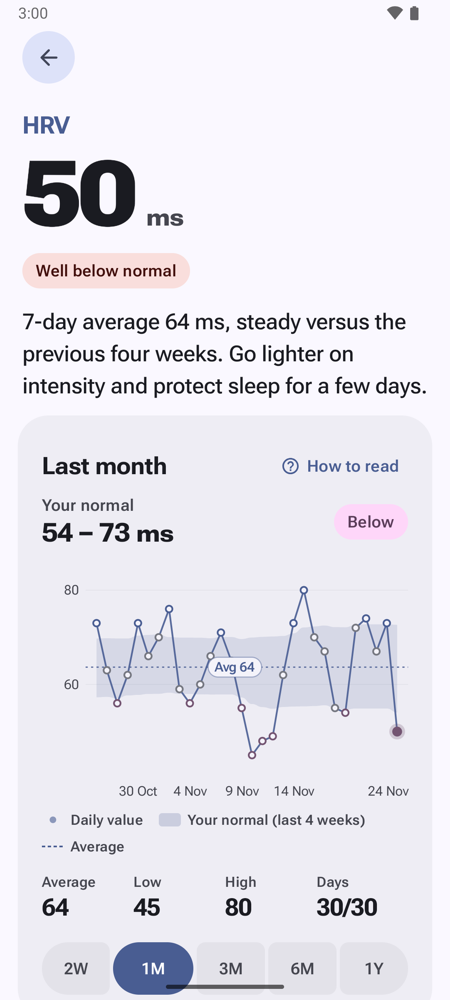 3:00
HRV
50 ms
Well below normal
7-day average 64 ms, steady versus the
previous four weeks. Go lighter on
intensity and protect sleep for a few days.
Last month
How to read
Your normal
54 – 73 ms
Below
80
Avg 64
60
30 Oct 4 Nov 9 Nov 14 Nov 24 Nov
Daily value Your normal (last 4 weeks)
Average
Average Low High Days
64 45 80 30/30
2W 1M 3M 6M 1Y